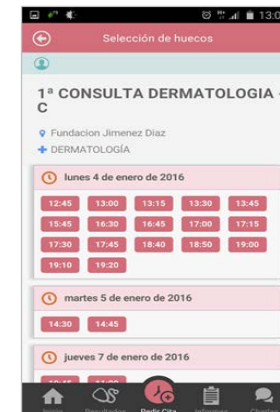 13:0
Selección de huecos
1ª CONSULTA DERMATOLOGIA -
C
Fundacion Jimenez Diaz
DERMATOLOGÍA
lunes 4 de enero de 2016
12:45 13:00 13:15 13:30 13:45
15:45 16:30 16:45 17:00 17:15
17:30 17:45 18:40 18:50 19:00
19:10 19:20
martes 5 de enero de 2016
14:30 14:45
jueves 7 de enero de 2016
Inicio Resultados Pedir Cita Informes